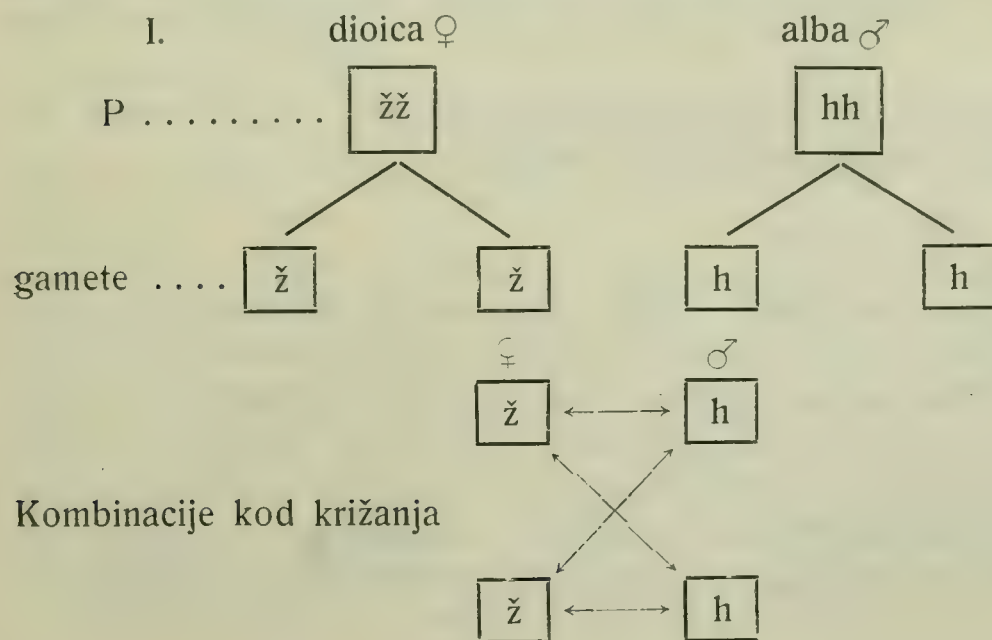 I. dioica ♀ alba ♂
P . . . . . . . . . žž hh
gamete . . . . ž ž h h
♀ ♂
ž h
Kombinacije kod križanja
ž h